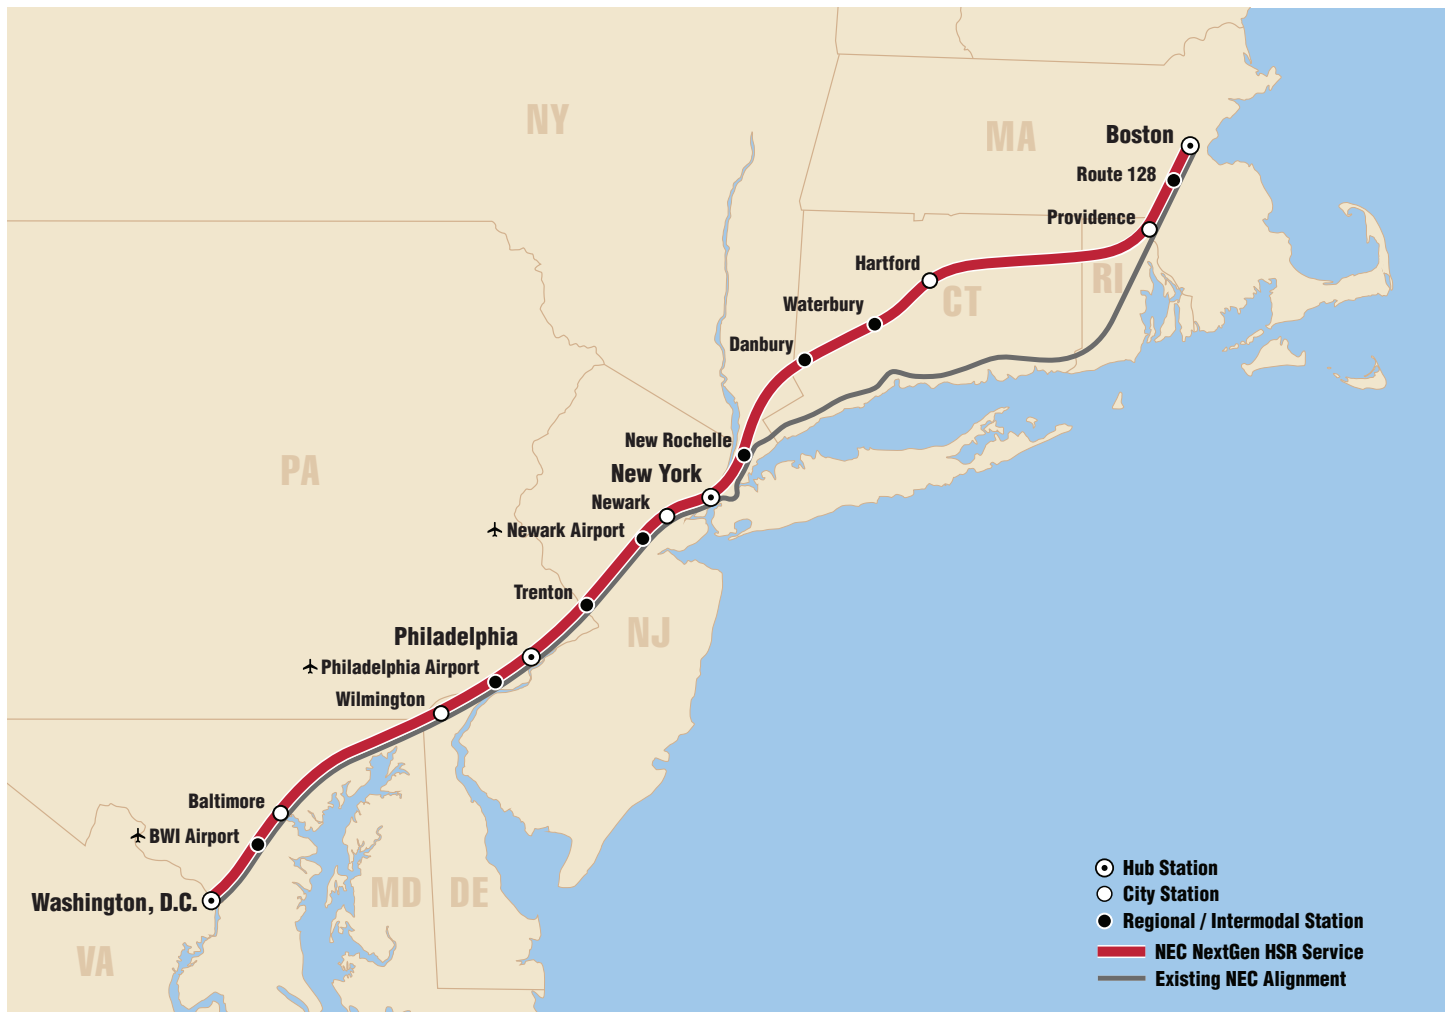 NY
MA
Boston
Route 128
Providence
Hartford
RI
CT
Waterbury
Danbury
New Rochelle
PA
New York
Newark
Newark Airport
Trenton
NJ
Philadelphia
Philadelphia Airport
Wilmington
Baltimore
BWI Airport
MD
DE
Washington, D.C.
VA
Hub Station
City Station
Regional / Intermodal Station
NEC NextGen HSR Service
Existing NEC Alignment